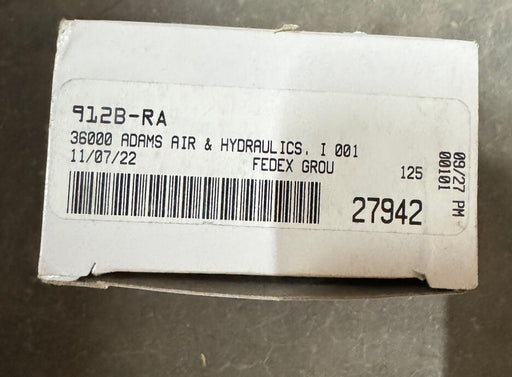 912B-RA
36000 ADAMS AIR & HYDRAULICS, I 001
11/07/22 FEDEX GROU 125
27942
09/27 PM
00101